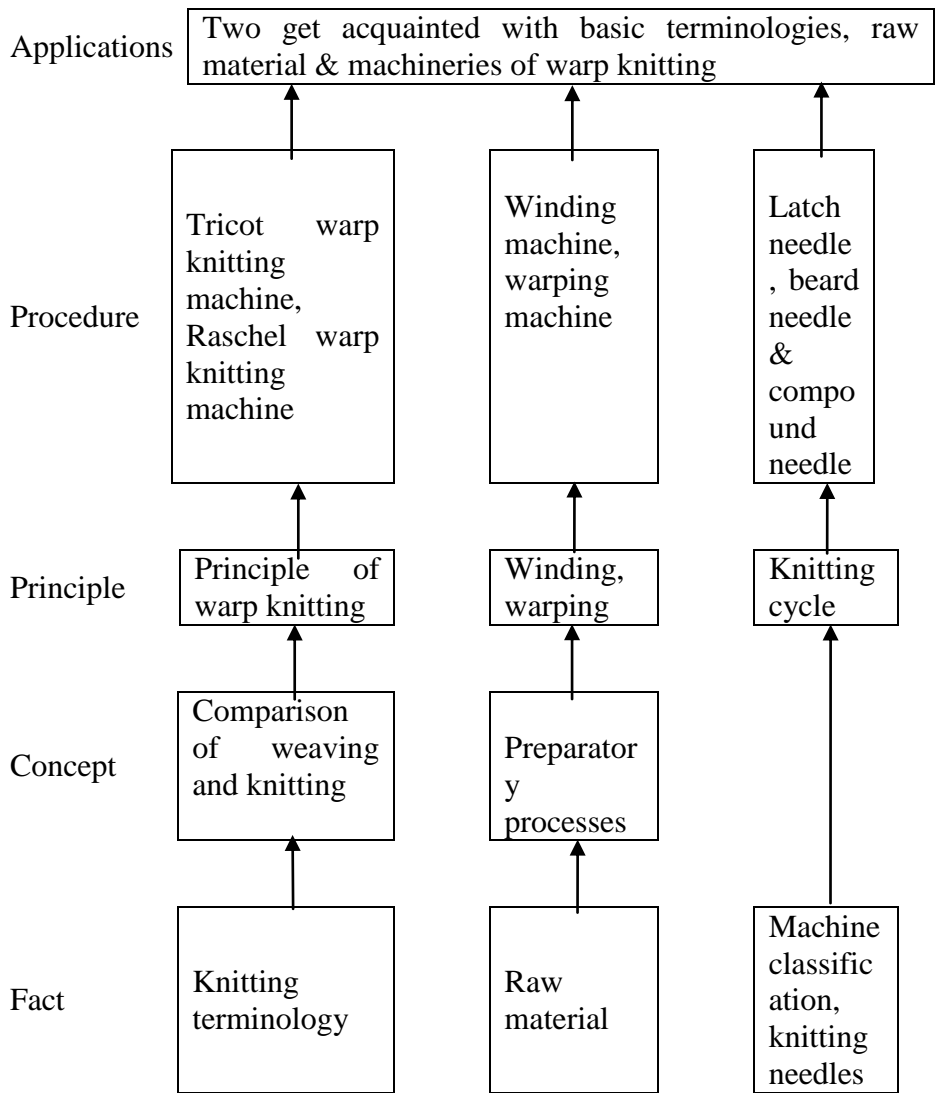 Applications
Two get acquainted with basic terminologies, raw
material & machineries of warp knitting
Procedure
Tricot warp
knitting
machine,
Raschel warp
knitting
machine
Winding
machine,
warping
machine
Latch
needle
, beard
needle
&
compo
und
needle
Principle
Principle of
warp knitting
Winding,
warping
Knitting
cycle
Concept
Comparison
of weaving
and knitting
Preparator
y
processes
Fact
Knitting
terminology
Raw
material
Machine
classific
ation,
knitting
needles